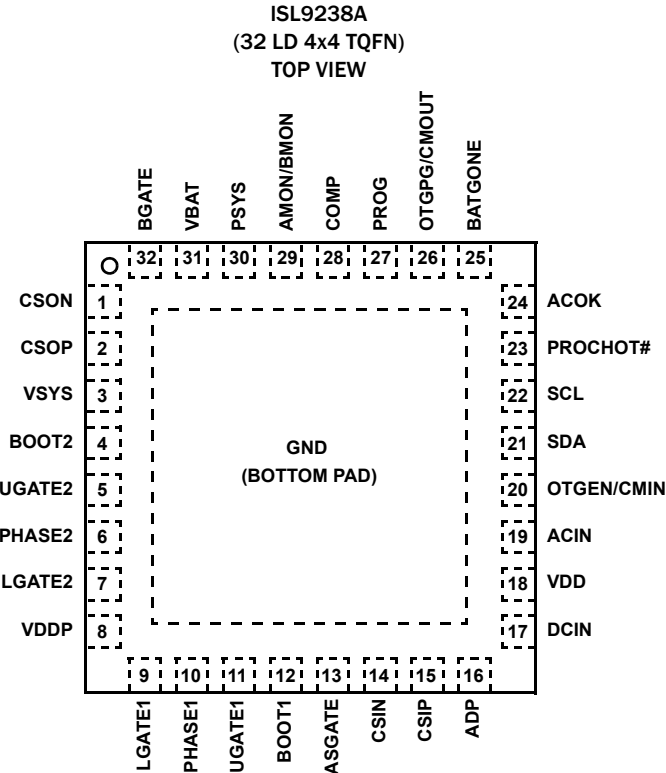 ISL9238A
(32 LD 4x4 TQFN)
TOP VIEW
BGATE
VBAT
PSYS
AMON/BMON
COMP
PROG
OTGPG/CMOUT
BATGONE
32 31 30 29 28 27 26 25
CSON 1
CSOP 2
VSYS 3
BOOT2 4
UGATE2 5
PHASE2 6
LGATE2 7
VDDP 8
GND
(BOTTOM PAD)
24 ACOK
23 PROCHOT#
22 SCL
21 SDA
20 OTGEN/CMIN
19 ACIN
18 VDD
17 DCIN
9 10 11 12 13 14 15 16
LGATE1
PHASE1
UGATE1
BOOT1
ASGATE
CSIN
CSIP
ADP